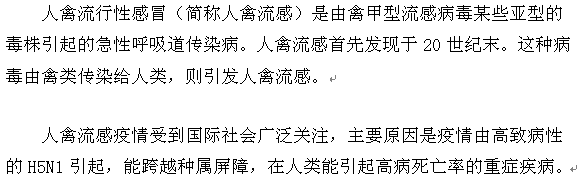 人禽流行性感冒（简称人禽流感）是由禽甲型流感病毒某些亚型的
毒株引起的急性呼吸道传染病。人禽流感首先发现于 20 世纪末。这种病
毒由禽类传染给人类，则引发人禽流感。
人禽流感疫情受到国际社会广泛关注，主要原因是疫情由高致病性
的 H5N1 引起，能跨越种属屏障，在人类能引起高病死亡率的重症疾病。